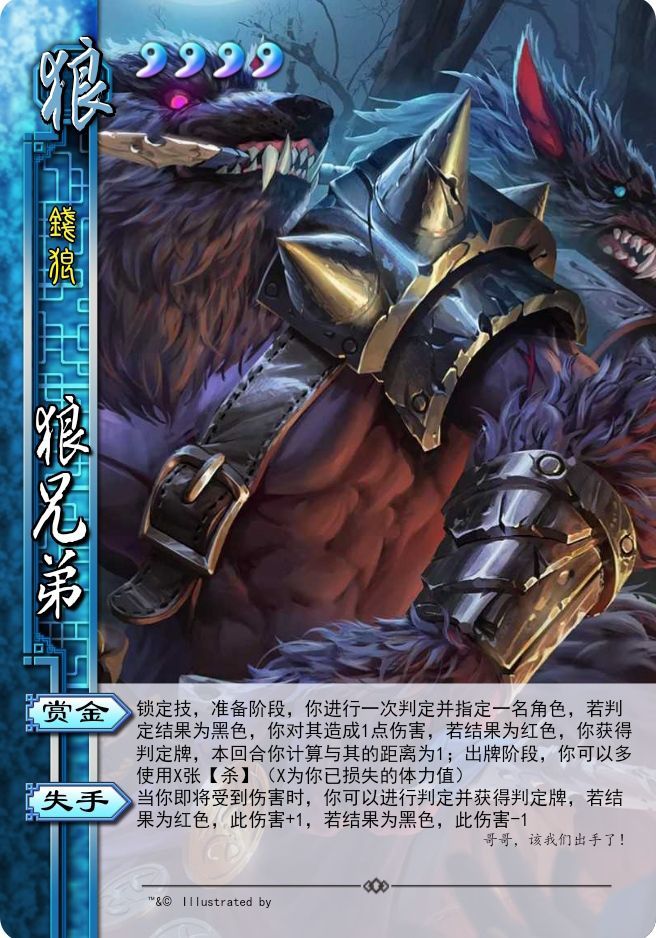 狼
錢狼
狼兄弟
赏金
锁定技，准备阶段，你进行一次判定并指定一名角色，若判
定结果为黑色，你对其造成1点伤害，若结果为红色，你获得
判定牌，本回合你计算与其的距离为1；出牌阶段，你可以多
使用X张【杀】（X为你已损失的体力值）
失手
当你即将受到伤害时，你可以进行判定并获得判定牌，若结
果为红色，此伤害+1，若结果为黑色，此伤害-1
哥哥，该我们出手了！
™&© Illustrated by